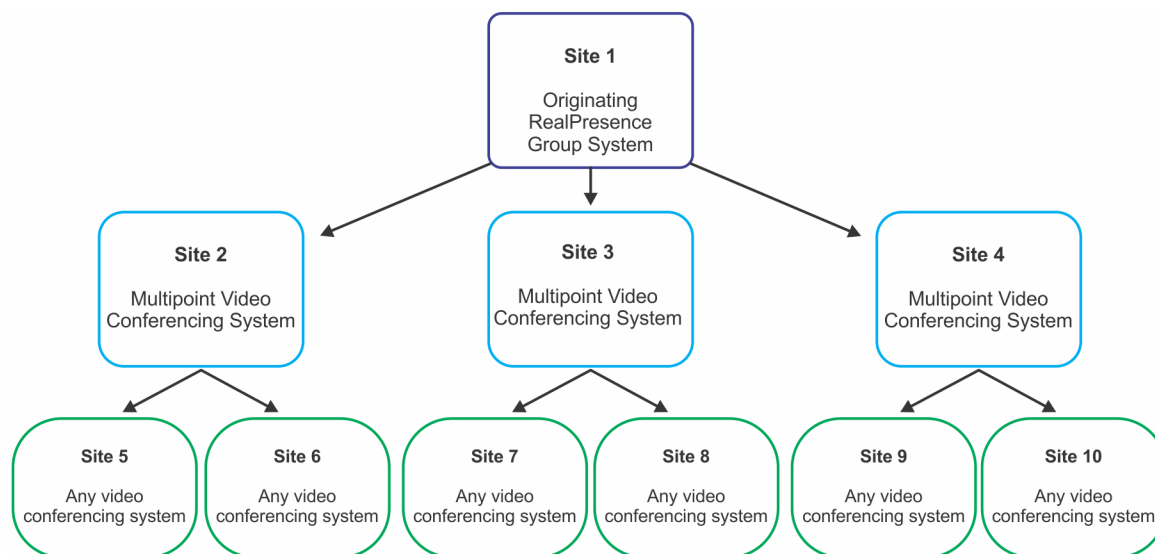 Site 1
Originating
RealPresence
Group System
Site 2
Multipoint Video
Conferencing System
Site 3
Multipoint Video
Conferencing System
Site 4
Multipoint Video
Conferencing System
Site 5
Any video
conferencing system
Site 6
Any video
conferencing system
Site 7
Any video
conferencing system
Site 8
Any video
conferencing system
Site 9
Any video
conferencing system
Site 10
Any video
conferencing system